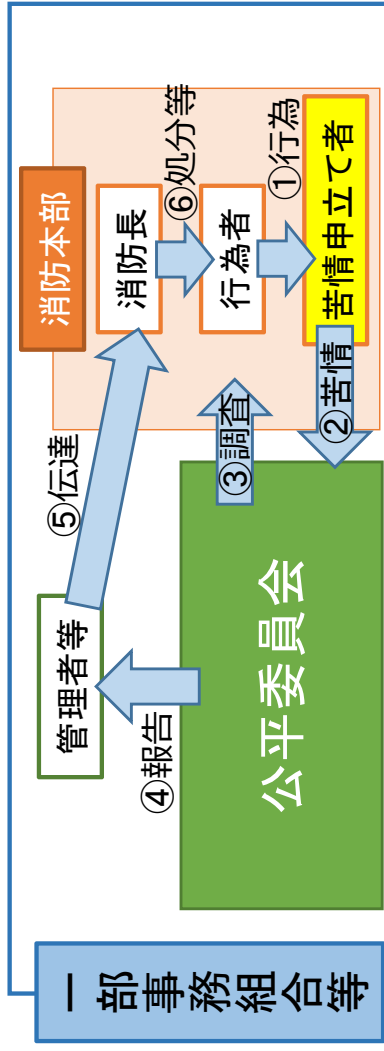 一部事務組合等
消防本部
管理者等
⑤伝達
消防長
⑥処分等
④報告
③調査
行為者
①行為
公平委員会
②苦情
苦情申立て者